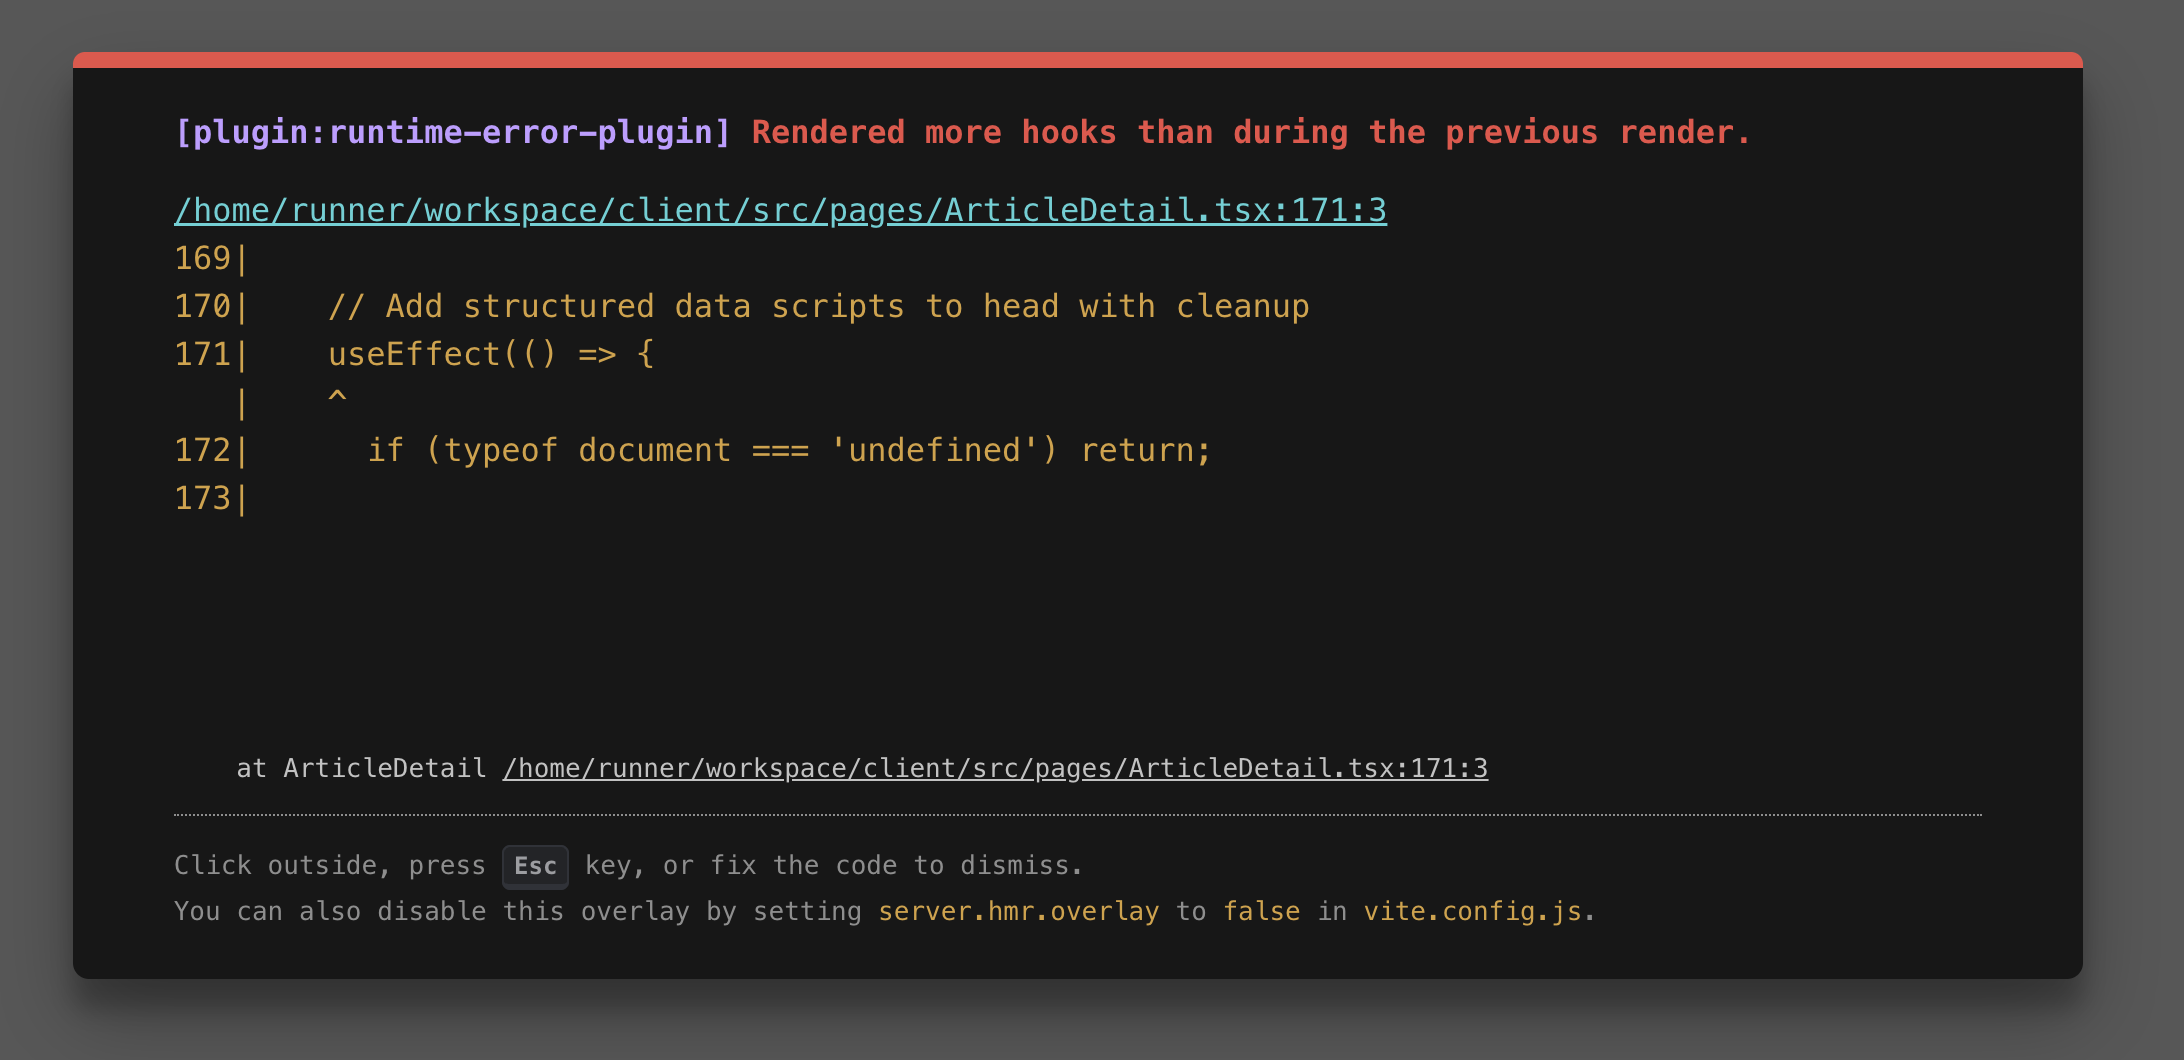 [plugin:runtime-error-plugin] Rendered more hooks than during the previous render.
/home/runner/workspace/client/src/pages/ArticleDetail.tsx:171:3
169|
170|    // Add structured data scripts to head with cleanup
171|    useEffect(() => {
   |    ^
172|      if (typeof document === 'undefined') return;
173|
    at ArticleDetail /home/runner/workspace/client/src/pages/ArticleDetail.tsx:171:3
Click outside, press Esc key, or fix the code to dismiss.
You can also disable this overlay by setting server.hmr.overlay to false in vite.config.js.